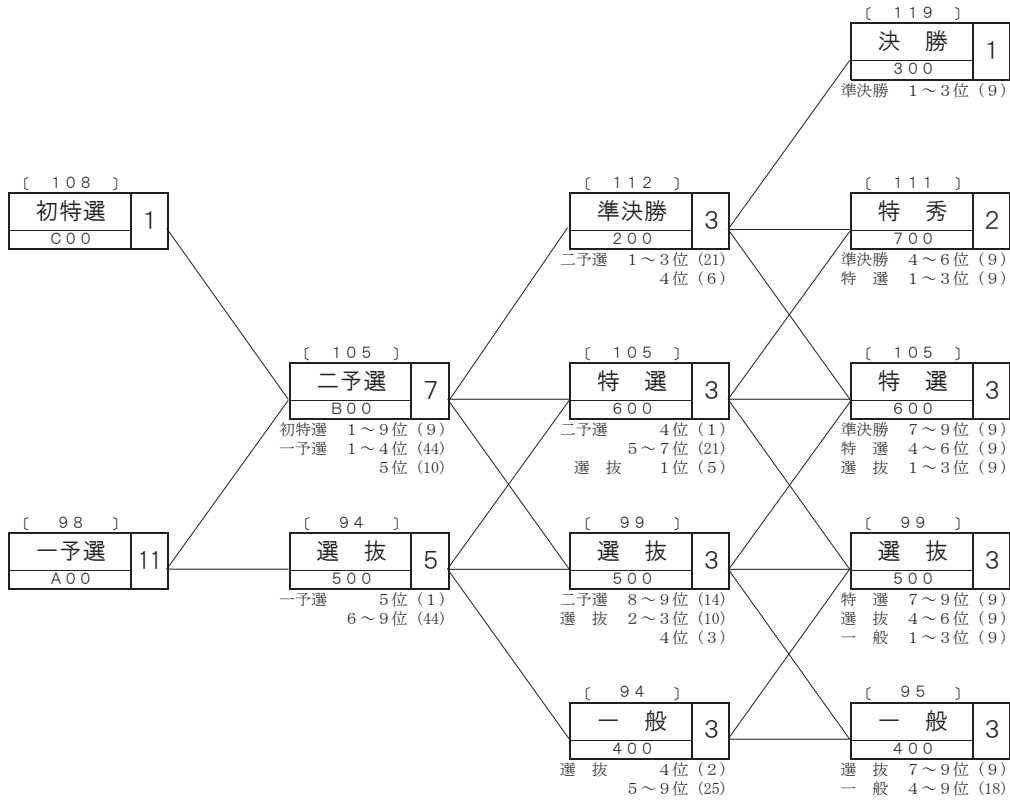 〔 119 〕
決 勝
1
300
準決勝 1～3位(9)
〔 108 〕
初特選
1
C00
〔 112 〕
準決勝
3
200
二予選 1～3位(21)
4位(6)
〔 111 〕
特 秀
2
700
準決勝 4～6位(9)
特 選 1～3位(9)
〔 105 〕
二予選
7
B00
初特選 1～9位(9)
一予選 1～4位(44)
5位(10)
〔 105 〕
特 選
3
600
二予選 4位(1)
5～7位(21)
選 抜 1位(5)
〔 105 〕
特 選
3
600
準決勝 7～9位(9)
特 選 4～6位(9)
選 抜 1～3位(9)
〔 98 〕
一予選
11
A00
〔 94 〕
選 抜
5
500
一予選 5位(1)
6～9位(44)
〔 99 〕
選 抜
3
500
二予選 8～9位(14)
選 抜 2～3位(10)
4位(3)
〔 99 〕
選 抜
3
500
特 選 7～9位(9)
選 抜 4～6位(9)
一 般 1～3位(9)
〔 94 〕
一 般
3
400
選 抜 4位(2)
5～9位(25)
〔 95 〕
一 般
3
400
選 抜 7～9位(9)
一 般 4～9位(18)